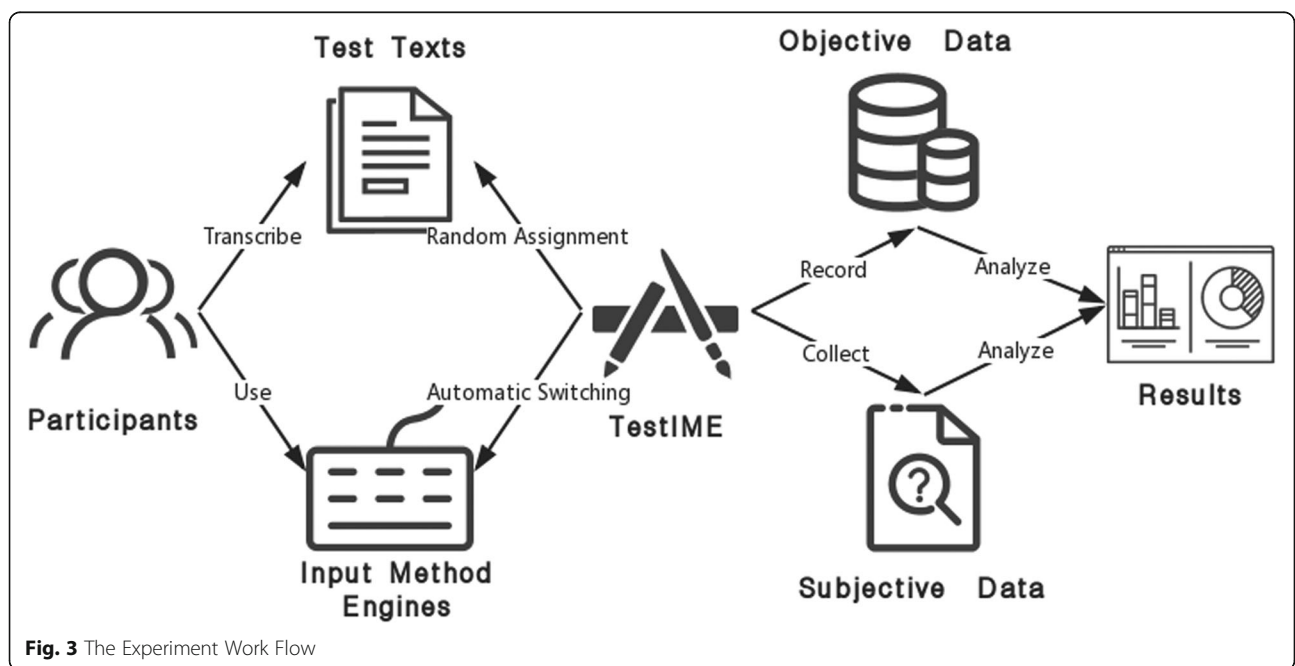 Test Texts
Objective Data
Transcribe
Random Assignment
Record
Analyze
Participants
Use
Automatic Switching
TestIME
Collect
Analyze
Results
?
Input Method
Engines
Subjective Data
Fig. 3 The Experiment Work Flow